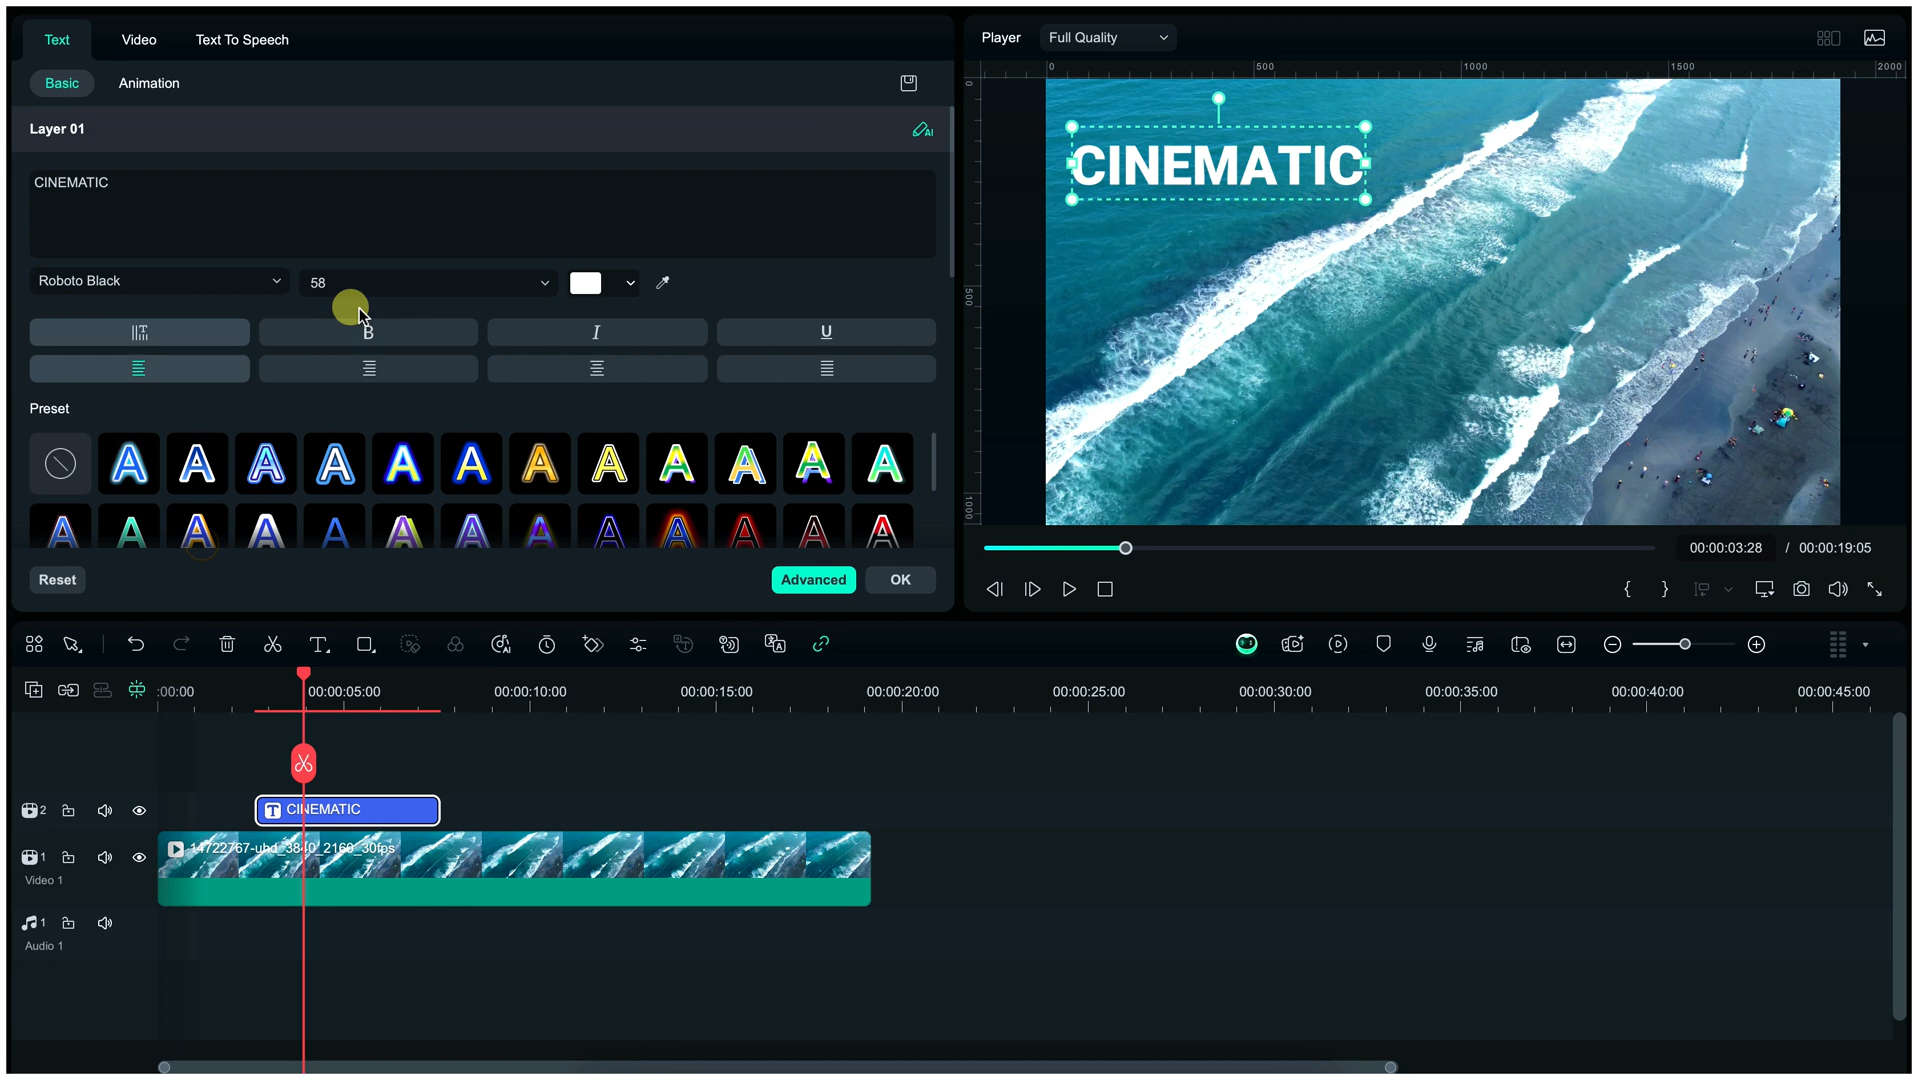 Text Video Text To Speech
Basic Animation
Layer 01
AI
CINEMATIC
Roboto Black 58
T B I U
Preset
A A A A A A A A A A A A
A A A A A A A A A A A A A
Reset Advanced OK
Player Full Quality
0 500 1000 1500 2000
0
500
1000
CINEMATIC
00:00:03:28 / 00:00:19:05
{ }
:00:00 00:00:05:00 00:00:10:00 00:00:15:00 00:00:20:00 00:00:25:00 00:00:30:00 00:00:35:00 00:00:40:00 00:00:45:00
2 T CINEMATIC
1 14722767-uhd_3840_2160_30fps
Video 1
1
Audio 1